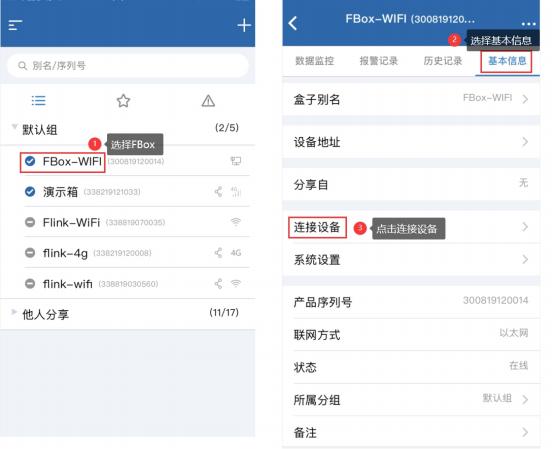 别名/序列号
默认组 (2/5)
1 选择FBox
FBox-WIFI (300819120014)
演示箱 (338219121033) 4G
Flink-WiFi (338819070035)
flink-4g (338219120008) 4G
flink-wifi (338819030560)
他人分享 (11/17)
FBox-WIFI (300819120...
2 选择基本信息
数据监控 报警记录 历史记录 基本信息
盒子别名 FBox-WIFI
设备地址
分享自 无
连接设备 3 点击连接设备
系统设置
产品序列号 300819120014
联网方式 以太网
状态 在线
所属分组 默认组
备注